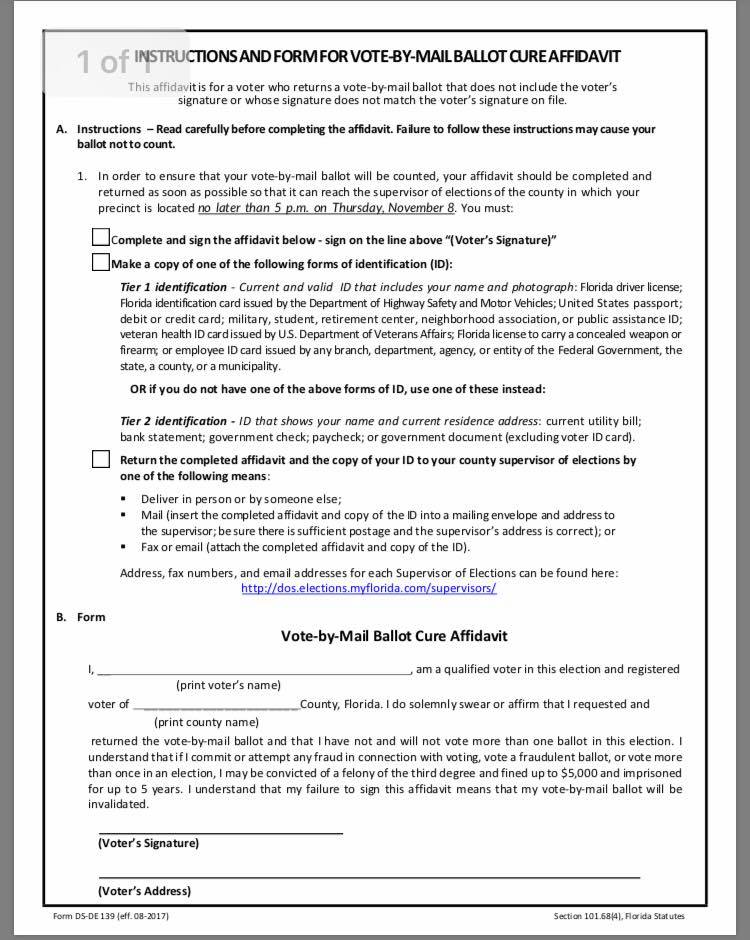 1 of 1
INSTRUCTIONS AND FORM FOR VOTE-BY-MAIL BALLOT CURE AFFIDAVIT
This affidavit is for a voter who returns a vote-by-mail ballot that does not include the voter's
signature or whose signature does not match the voter's signature on file.
A. Instructions – Read carefully before completing the affidavit. Failure to follow these instructions may cause your
ballot not to count.
1. In order to ensure that your vote-by-mail ballot will be counted, your affidavit should be completed and
returned as soon as possible so that it can reach the supervisor of elections of the county in which your
precinct is located no later than 5 p.m. on Thursday, November 8. You must:
Complete and sign the affidavit below - sign on the line above "(Voter's Signature)"
Make a copy of one of the following forms of identification (ID):
Tier 1 identification - Current and valid ID that includes your name and photograph: Florida driver license;
Florida identification card issued by the Department of Highway Safety and Motor Vehicles; United States passport;
debit or credit card; military, student, retirement center, neighborhood association, or public assistance ID;
veteran health ID card issued by U.S. Department of Veterans Affairs; Florida license to carry a concealed weapon or
firearm; or employee ID card issued by any branch, department, agency, or entity of the Federal Government, the
state, a county, or a municipality.
OR if you do not have one of the above forms of ID, use one of these instead:
Tier 2 identification - ID that shows your name and current residence address: current utility bill;
bank statement; government check; paycheck; or government document (excluding voter ID card).
Return the completed affidavit and the copy of your ID to your county supervisor of elections by
one of the following means:
▪ Deliver in person or by someone else;
▪ Mail (insert the completed affidavit and copy of the ID into a mailing envelope and address to
the supervisor; be sure there is sufficient postage and the supervisor's address is correct); or
▪ Fax or email (attach the completed affidavit and copy of the ID).
Address, fax numbers, and email addresses for each Supervisor of Elections can be found here:
http://dos.elections.myflorida.com/supervisors/
B. Form
Vote-by-Mail Ballot Cure Affidavit
I, ____________________, am a qualified voter in this election and registered
(print voter's name)
voter of ____________________ County, Florida. I do solemnly swear or affirm that I requested and
(print county name)
returned the vote-by-mail ballot and that I have not and will not vote more than one ballot in this election. I
understand that if I commit or attempt any fraud in connection with voting, vote a fraudulent ballot, or vote more
than once in an election, I may be convicted of a felony of the third degree and fined up to $5,000 and imprisoned
for up to 5 years. I understand that my failure to sign this affidavit means that my vote-by-mail ballot will be
invalidated.
(Voter's Signature)
(Voter's Address)
Form DS-DE 139 (eff. 08-2017)
Section 101.68(4), Florida Statutes